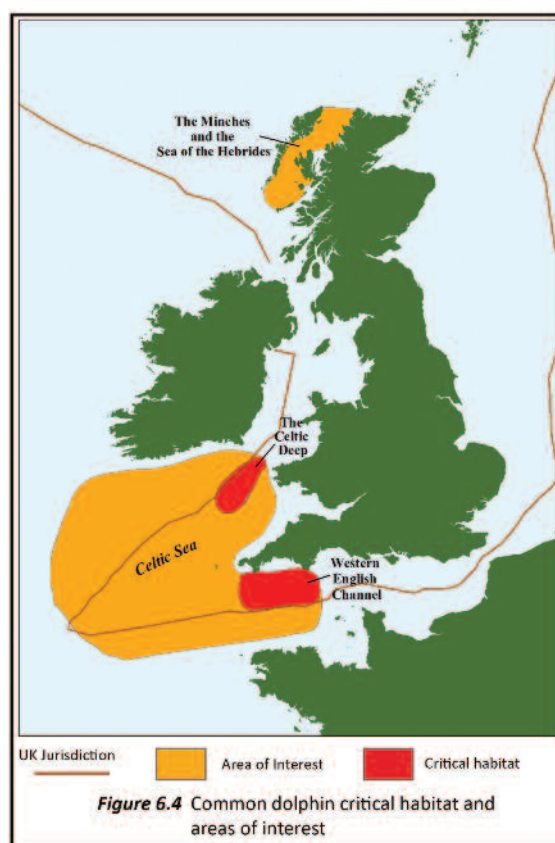 The Minches
and the
Sea of the Hebrides
The
Celtic
Deep
Celtic Sea
Western
English
Channel
UK Jurisdiction
Area of Interest
Critical habitat
Figure 6.4 Common dolphin critical habitat and
areas of interest